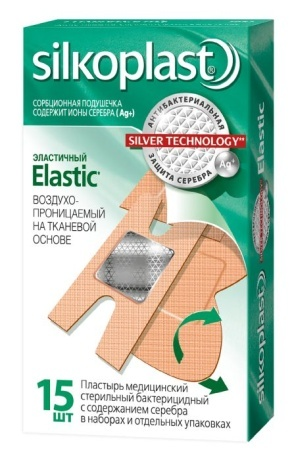 silkoplast®
СОРБЦИОННАЯ ПОДУШЕЧКА
СОДЕРЖИТ ИОНЫ СЕРЕБРА (Ag+)
АНТИБАКТЕРИАЛЬНАЯ
SILVER TECHNOLOGY™
ЗАЩИТА СЕРЕБРА
Ag+
ЭЛАСТИЧНЫЙ
Elastic®
ВОЗДУХО-
ПРОНИЦАЕМЫЙ
НА ТКАНЕВОЙ
ОСНОВЕ
15
ШТ
Пластырь медицинский
стерильный бактерицидный
с содержанием серебра
в наборах и отдельных упаковках
Elastic
silkoplast®